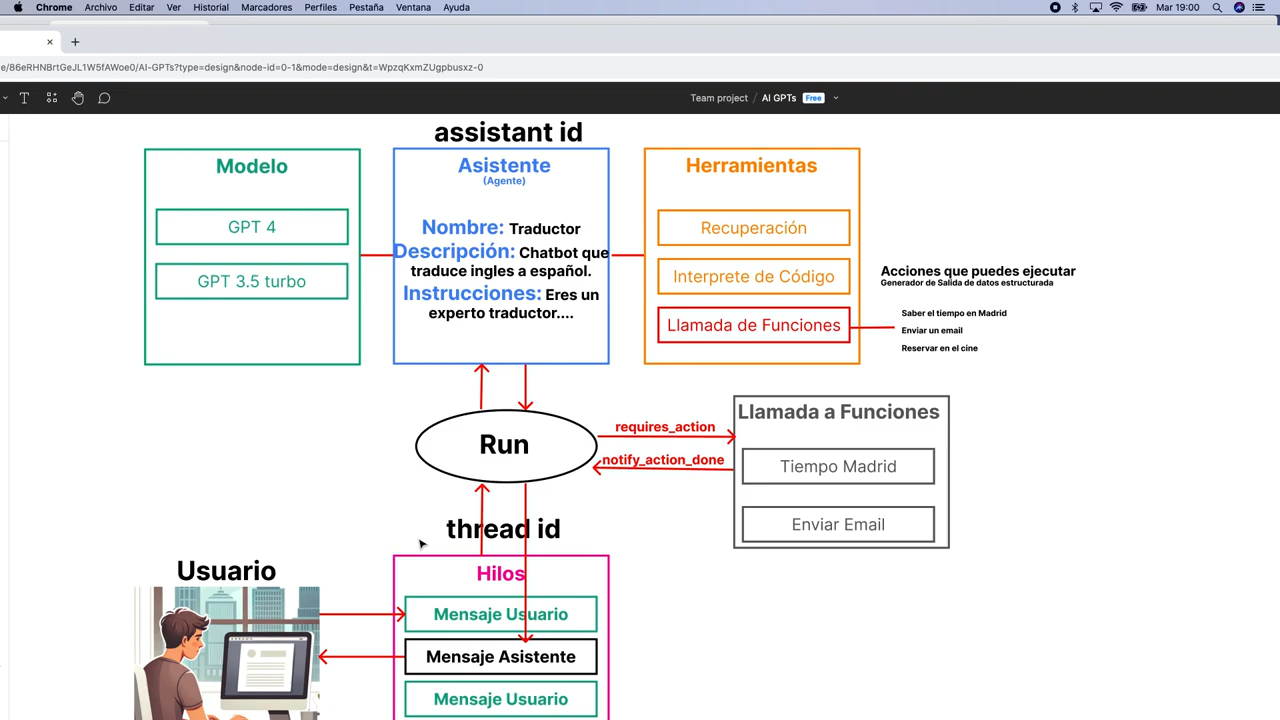 Chrome Archivo Editar Ver Historial Marcadores Perfiles Pestaña Ventana Ayuda Mar 19:00
e/86eRHNBrtGeJL1W5fAWoe0/AI-GPTs?type=design&node-id=0-1&mode=design&t=WpzqKxmZUgpbusxz-0
Team project / AI GPTs Free
assistant id
Modelo
GPT 4
GPT 3.5 turbo
Asistente
(Agente)
Nombre: Traductor
Descripción: Chatbot que
traduce ingles a español.
Instrucciones: Eres un
experto traductor....
Herramientas
Recuperación
Interprete de Código
Llamada de Funciones
Acciones que puedes ejecutar
Generador de Salida de datos estructurada
Saber el tiempo en Madrid
Enviar un email
Reservar en el cine
Run
requires_action
notify_action_done
Llamada a Funciones
Tiempo Madrid
Enviar Email
thread id
Usuario
Hilos
Mensaje Usuario
Mensaje Asistente
Mensaje Usuario